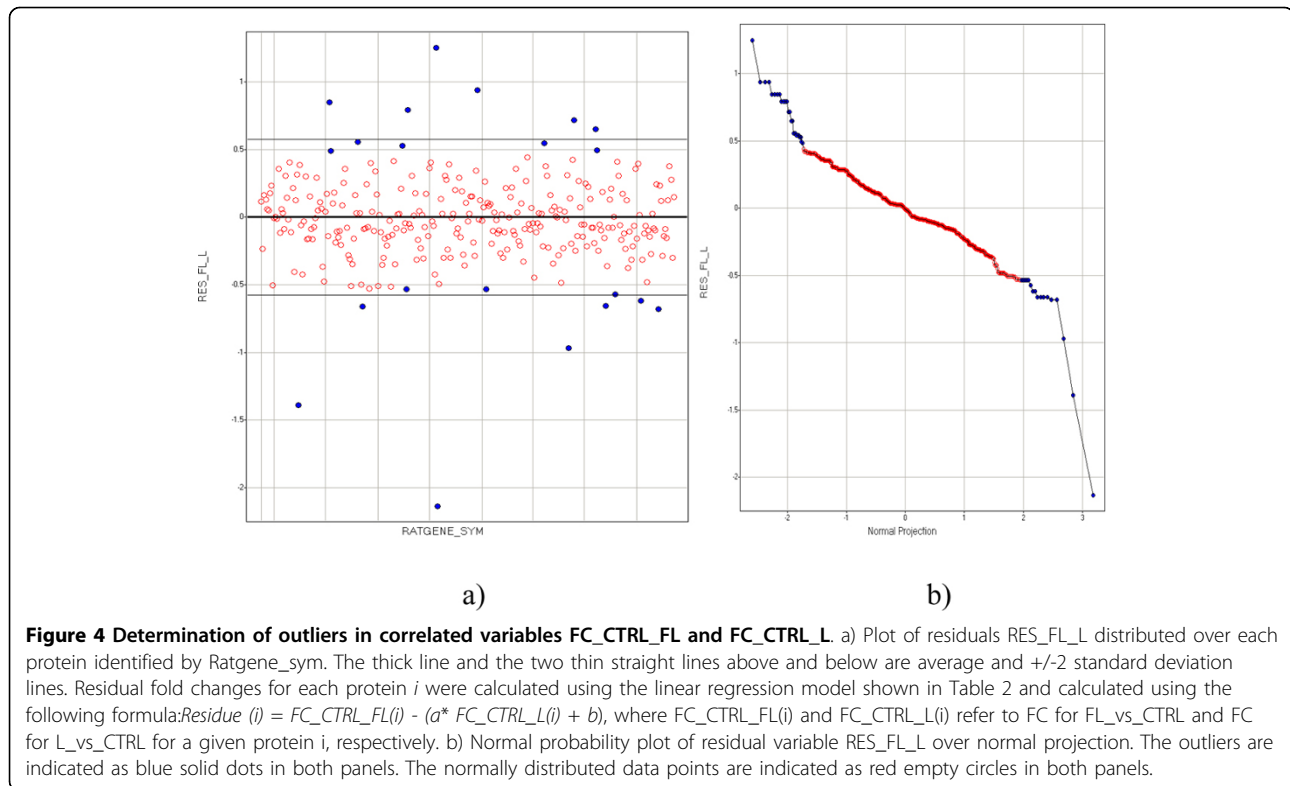 1
0.5
0
-0.5
-1
-1.5
-2
RES_FL_L
RATGENE_SYM
a)
1
0.5
0
-0.5
-1
-1.5
-2
RES_FL_L
-2 -1 0 1 2 3
Normal Projection
b)
Figure 4 Determination of outliers in correlated variables FC_CTRL_FL and FC_CTRL_L. a) Plot of residuals RES_FL_L distributed over each
protein identified by Ratgene_sym. The thick line and the two thin straight lines above and below are average and +/-2 standard deviation
lines. Residual fold changes for each protein i were calculated using the linear regression model shown in Table 2 and calculated using the
following formula:Residue (i) = FC_CTRL_FL(i) - (a* FC_CTRL_L(i) + b), where FC_CTRL_FL(i) and FC_CTRL_L(i) refer to FC for FL_vs_CTRL and FC
for L_vs_CTRL for a given protein i, respectively. b) Normal probability plot of residual variable RES_FL_L over normal projection. The outliers are
indicated as blue solid dots in both panels. The normally distributed data points are indicated as red empty circles in both panels.